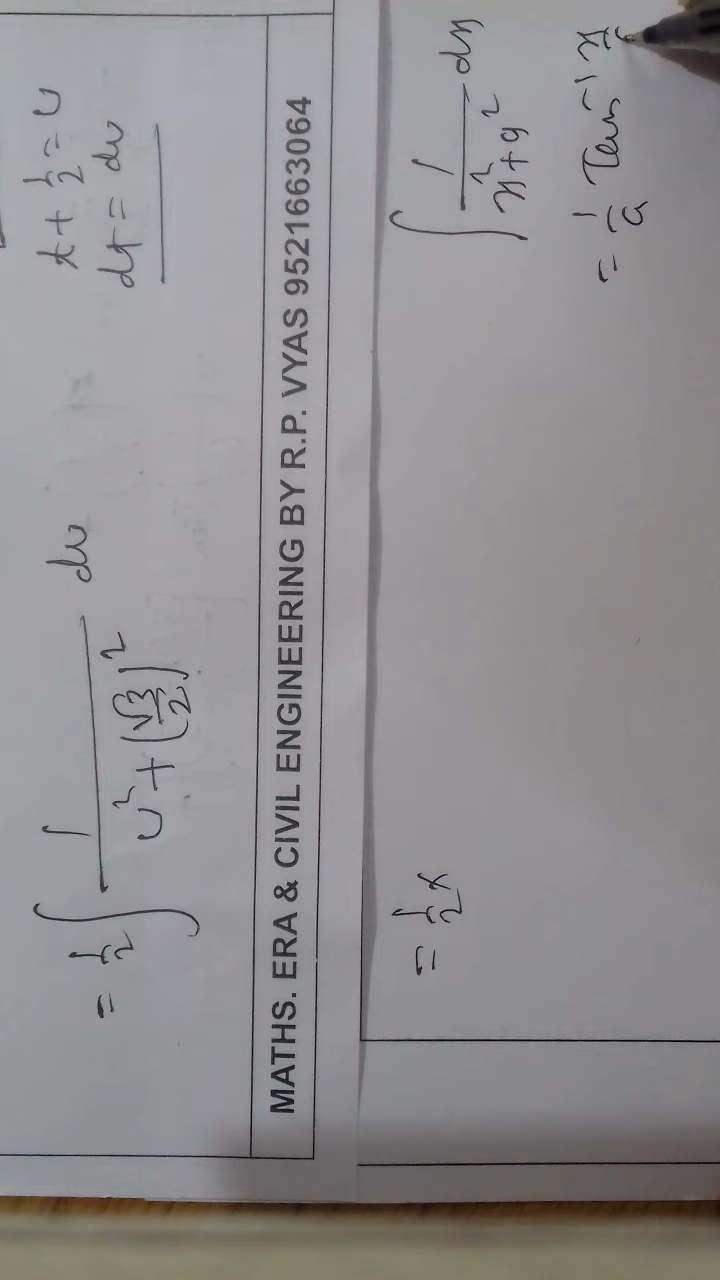 t + 1/2 = u
dt = du
= 1/2 ∫ 1/(u² + (√3/2)²) du
MATHS. ERA & CIVIL ENGINEERING BY R.P. VYAS 9521663064
∫ 1/(x² + a²) dx
= 1/a Tan⁻¹ x
= 1/2 ×